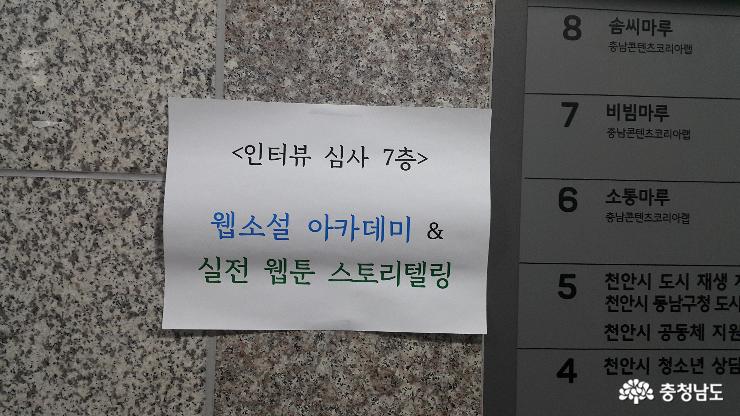 <인터뷰 심사 7층>
웹소설 아카데미 &
실전 웹툰 스토리텔링
8 솜씨마루
충남콘텐츠코리아랩
7 비빔마루
충남콘텐츠코리아랩
6 소통마루
충남콘텐츠코리아랩
5 천안시 도시 재생
천안시 동남구청 도시
천안시 공동체 지원
4 천안시 청소년 상담
충청남도